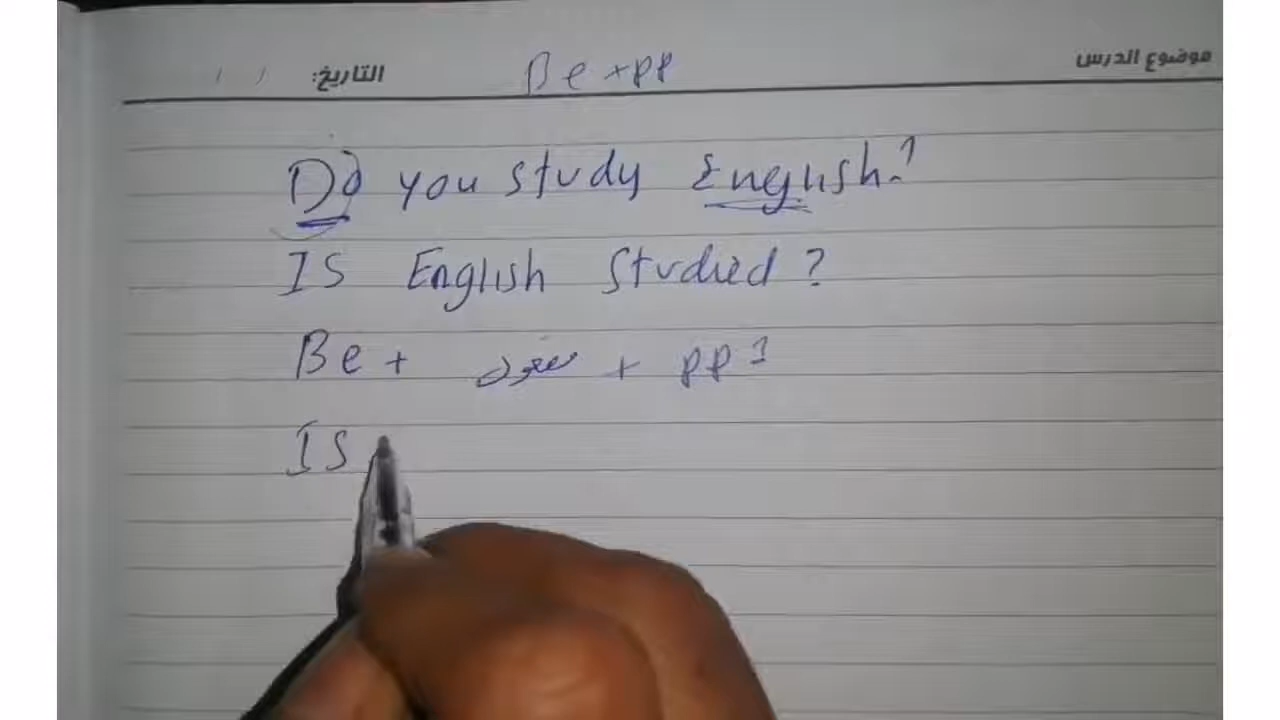 موضوع الدرس Be +pp التاريخ: / /
Do you study English?
Is English studied?
Be + مفعول + pp ?
Is